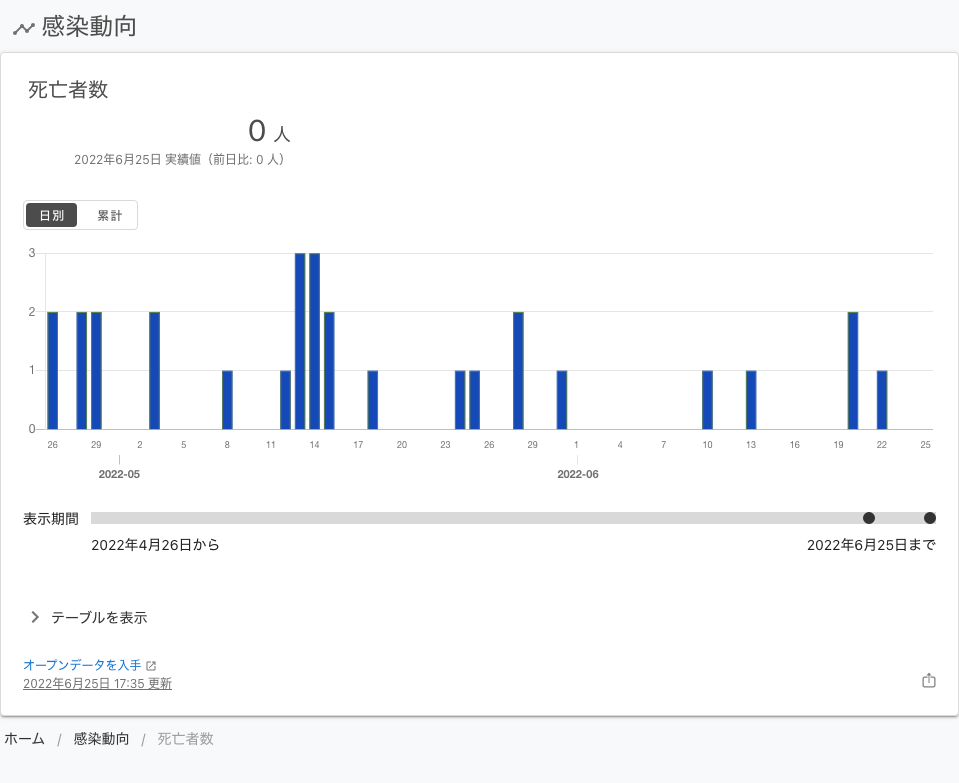 感染動向
死亡者数
0 人
2022年6月25日 実績値（前日比: 0 人）
日別 累計
3
2
1
0
26 29 2 5 8 11 14 17 20 23 26 29 1 4 7 10 13 16 19 22 25
2022-05 2022-06
表示期間
2022年4月26日から 2022年6月25日まで
テーブルを表示
オープンデータを入手
2022年6月25日 17:35 更新
ホーム / 感染動向 / 死亡者数